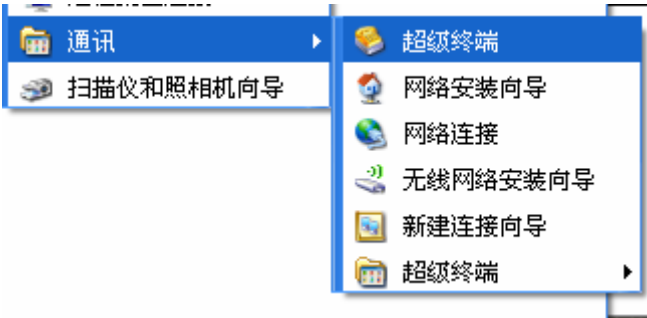 通讯
扫描仪和照相机向导
超级终端
网络安装向导
网络连接
无线网络安装向导
新建连接向导
超级终端